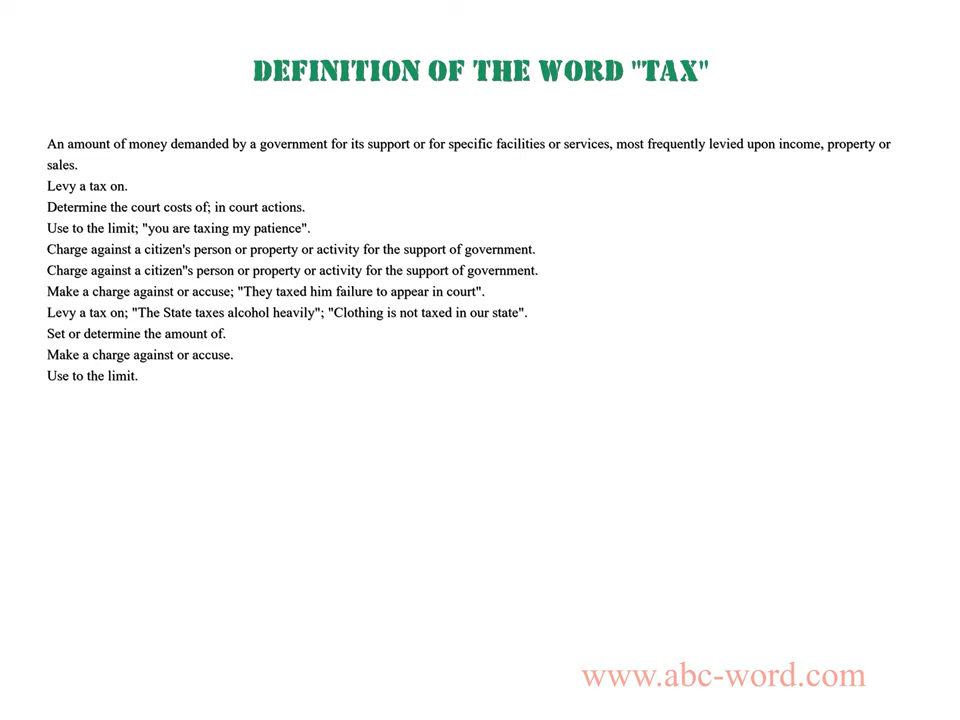 DEFINITION OF THE WORD "TAX"
An amount of money demanded by a government for its support or for specific facilities or services, most frequently levied upon income, property or
sales.
Levy a tax on.
Determine the court costs of; in court actions.
Use to the limit; "you are taxing my patience".
Charge against a citizen's person or property or activity for the support of government.
Charge against a citizen"s person or property or activity for the support of government.
Make a charge against or accuse; "They taxed him failure to appear in court".
Levy a tax on; "The State taxes alcohol heavily"; "Clothing is not taxed in our state".
Set or determine the amount of.
Make a charge against or accuse.
Use to the limit.
www.abc-word.com